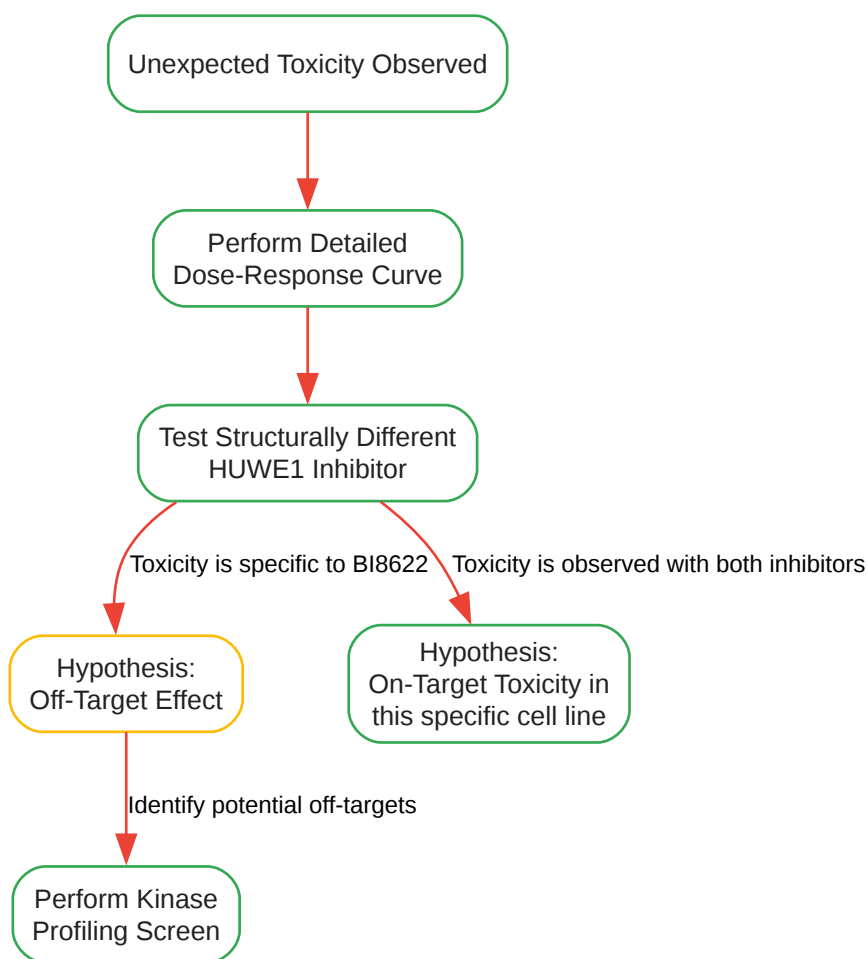 Unexpected Toxicity Observed
Perform Detailed
Dose-Response Curve
Test Structurally Different
HUWE1 Inhibitor
Toxicity is specific to BI8622
Toxicity is observed with both inhibitors
Hypothesis:
Off-Target Effect
Hypothesis:
On-Target Toxicity in
this specific cell line
Identify potential off-targets
Perform Kinase
Profiling Screen